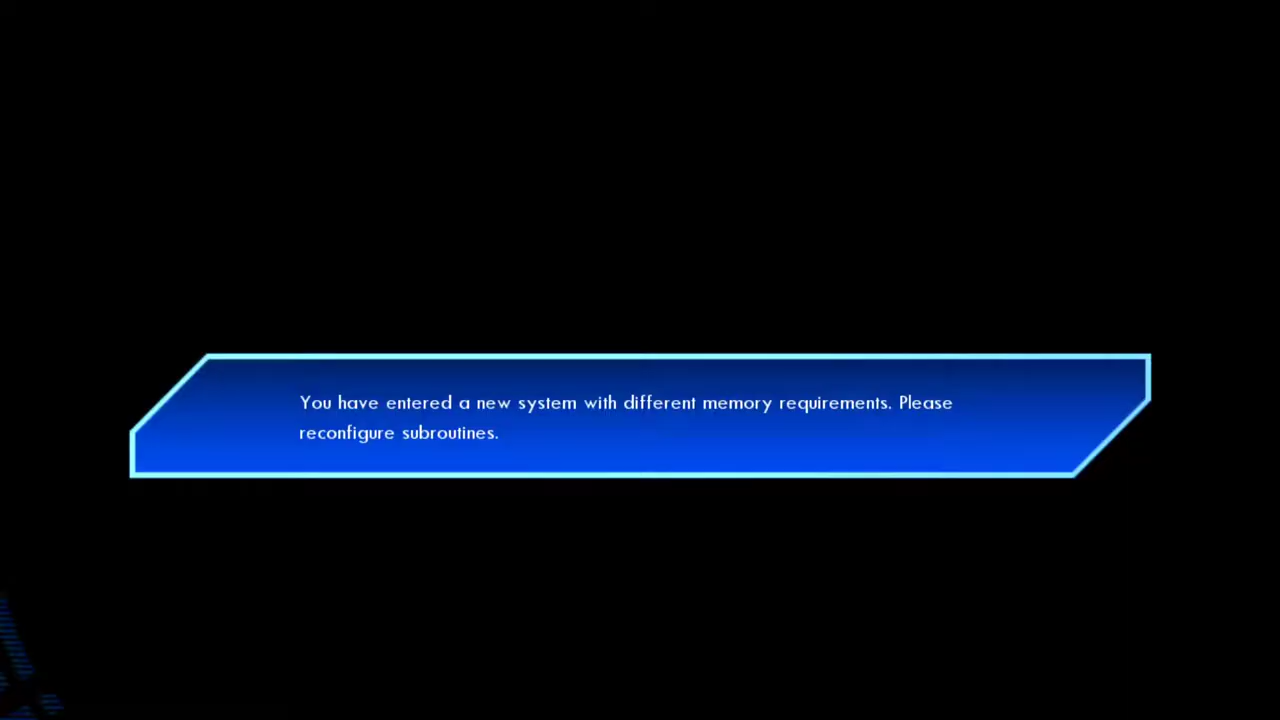 You have entered a new system with different memory requirements. Please
reconfigure subroutines.